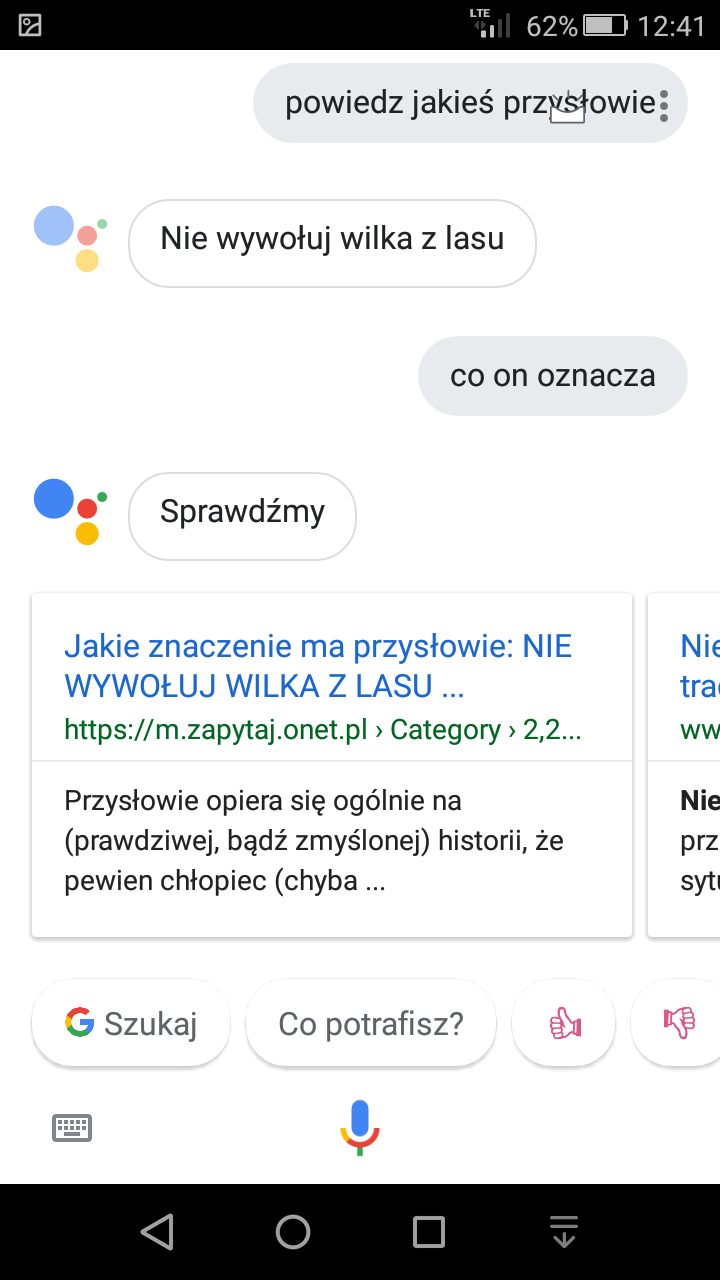 LTE 62% 12:41
powiedz jakieś przysłowie
Nie wywołuj wilka z lasu
co on oznacza
Sprawdźmy
Jakie znaczenie ma przysłowie: NIE
WYWOŁUJ WILKA Z LASU ...
https://m.zapytaj.onet.pl › Category › 2,2...
Przysłowie opiera się ogólnie na
(prawdziwej, bądź zmyślonej) historii, że
pewien chłopiec (chyba ...
Nie
tra
ww
Nie
prz
sytu
Szukaj
Co potrafisz?